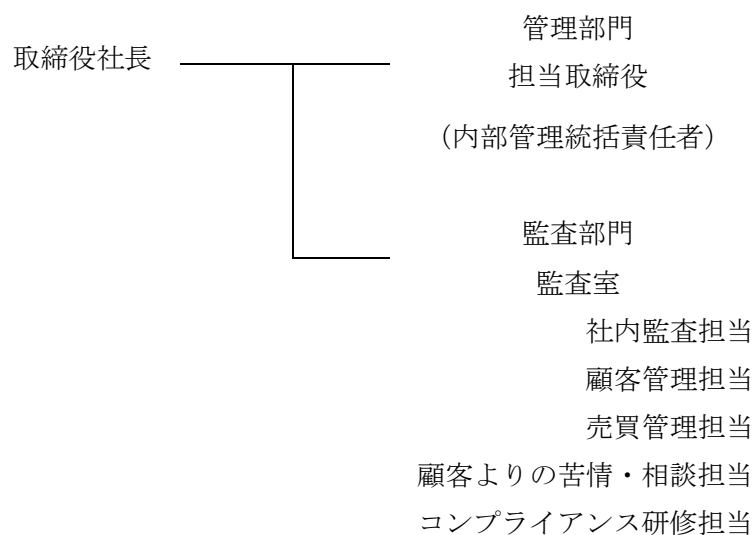 取締役社長
管理部門
担当取締役
(内部管理統括責任者)
監査部門
監査室
社内監査担当
顧客管理担当
売買管理担当
顧客よりの苦情・相談担当
コンプライアンス研修担当